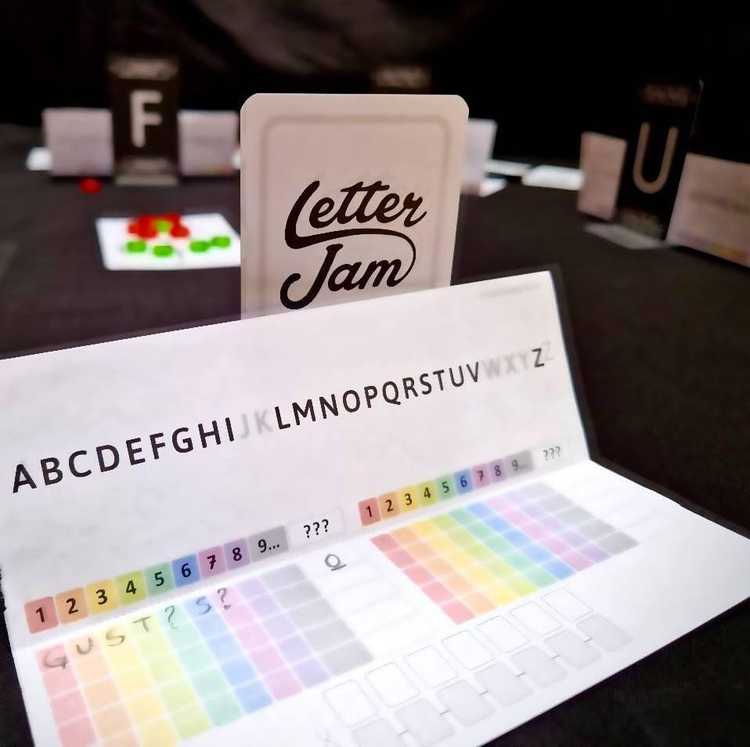 F
U
Letter
Jam
ABCDEFGHIJKLMNOPQRSTUVWXYZ
1 2 3 4 5 6 7 8 9... ???
1 2 3 4 5 6 7 8 9... ???
GUST?S?
Q